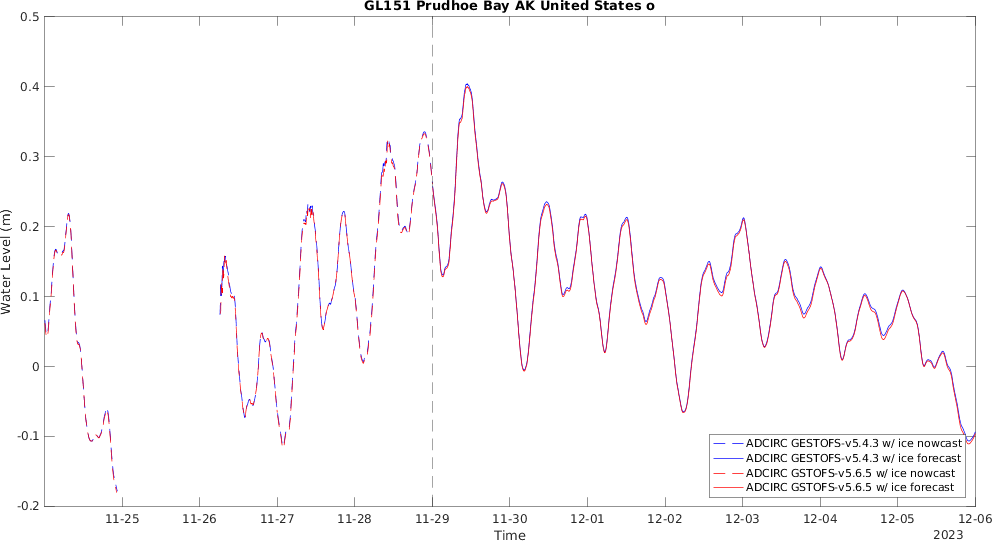 GL151 Prudhoe Bay AK United States o
0.5
0.4
0.3
0.2
0.1
0
-0.1
-0.2
Water Level (m)
11-25 11-26 11-27 11-28 11-29 11-30 12-01 12-02 12-03 12-04 12-05 12-06
Time
2023
ADCIRC GESTOFS-v5.4.3 w/ ice nowcast
ADCIRC GESTOFS-v5.4.3 w/ ice forecast
ADCIRC GSTOFS-v5.6.5 w/ ice nowcast
ADCIRC GSTOFS-v5.6.5 w/ ice forecast